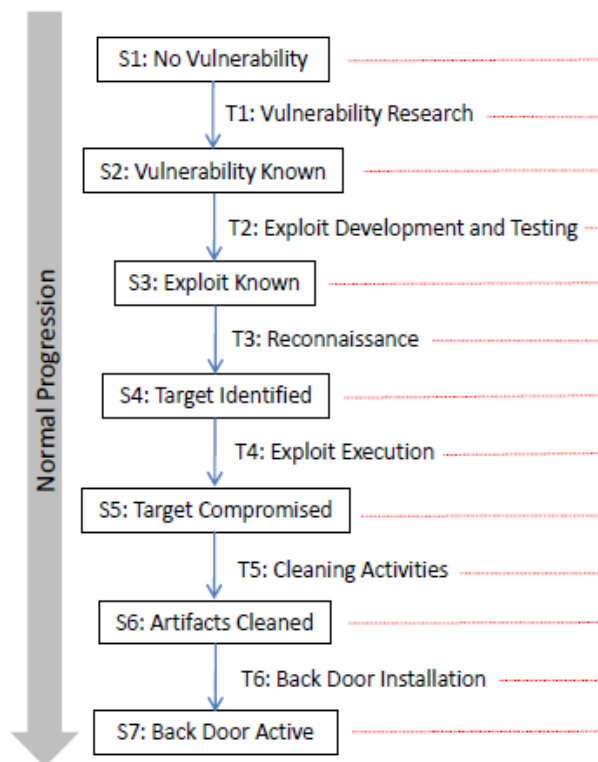 Normal Progression
S1: No Vulnerability
T1: Vulnerability Research
S2: Vulnerability Known
T2: Exploit Development and Testing
S3: Exploit Known
T3: Reconnaissance
S4: Target Identified
T4: Exploit Execution
S5: Target Compromised
T5: Cleaning Activities
S6: Artifacts Cleaned
T6: Back Door Installation
S7: Back Door Active